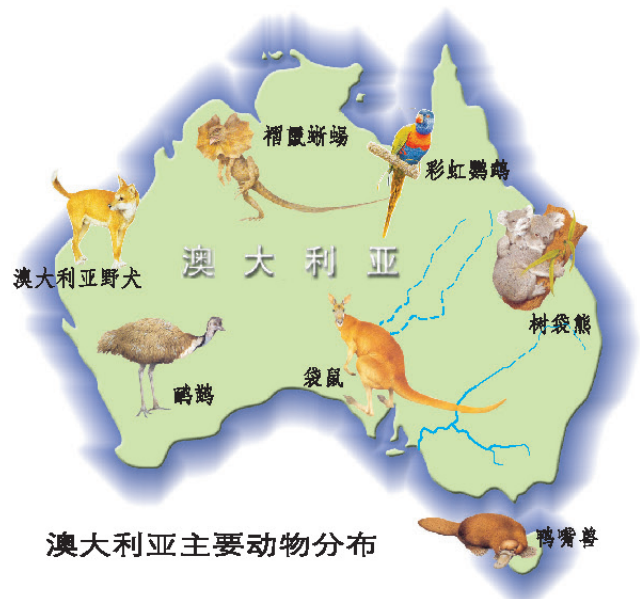 褶鬣蜥蜴
彩虹鹦鹉
澳大利亚
澳大利亚野犬
树袋熊
袋鼠
鸸鹋
鸭嘴兽
澳大利亚主要动物分布